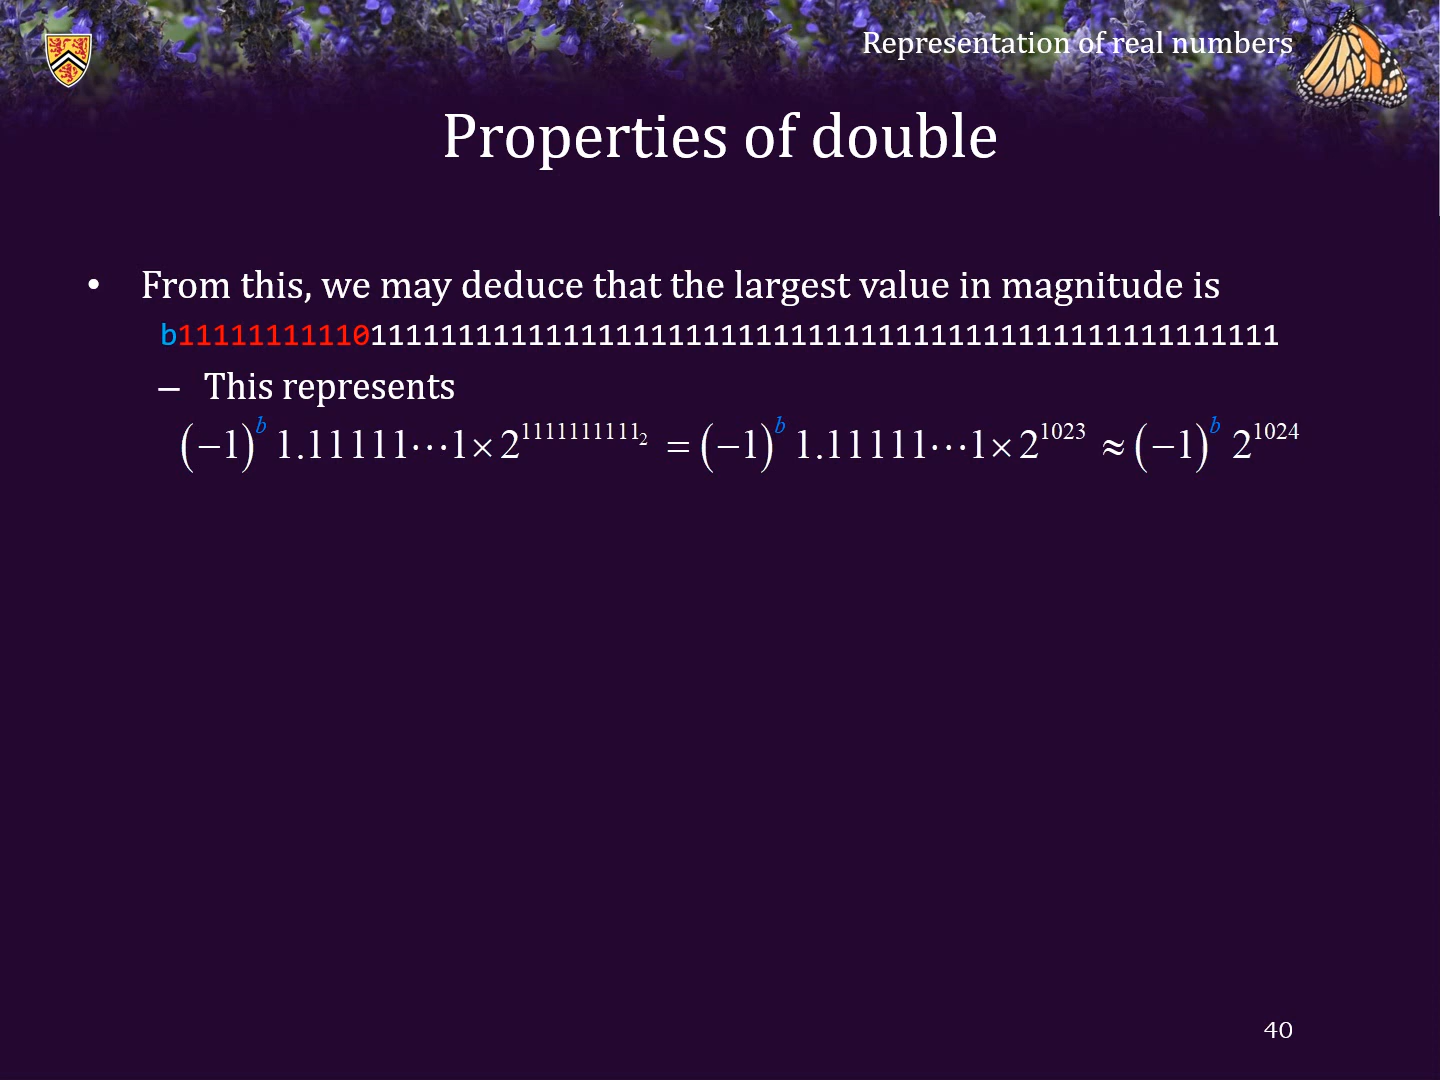 Representation of real numbers
Properties of double
• From this, we may deduce that the largest value in magnitude is
b111111111101111111111111111111111111111111111111111111111111111
– This represents
(−1)^b 1.11111⋯1×2^1111111111₂ = (−1)^b 1.11111⋯1×2^1023 ≈ (−1)^b 2^1024
40